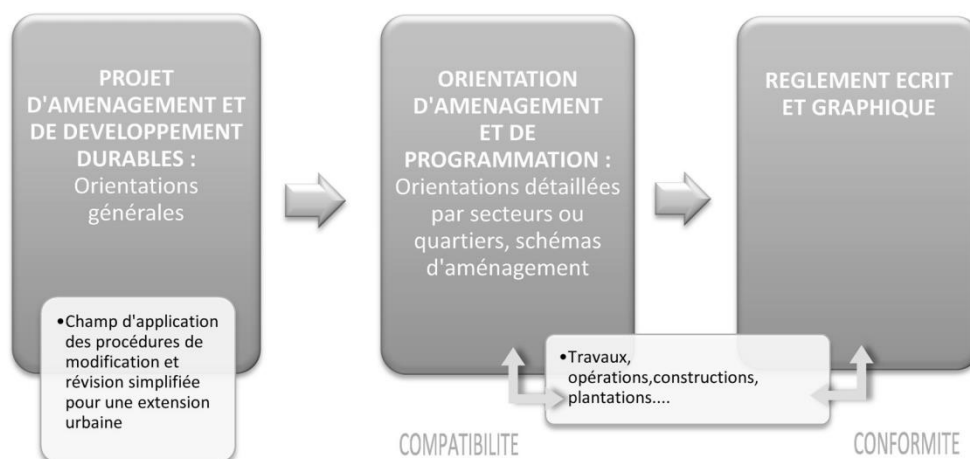 PROJET
D'AMENAGEMENT ET
DE DEVELOPPEMENT
DURABLES :
Orientations
générales
•Champ d'application
des procédures de
modification et
révision simplifiée
pour une extension
urbaine
ORIENTATION
D'AMENAGEMENT
ET DE
PROGRAMMATION :
Orientations détaillées
par secteurs ou
quartiers, schémas
d'aménagement
REGLEMENT ECRIT
ET GRAPHIQUE
•Travaux,
opérations,constructions,
plantations....
COMPATIBILITE
CONFORMITE